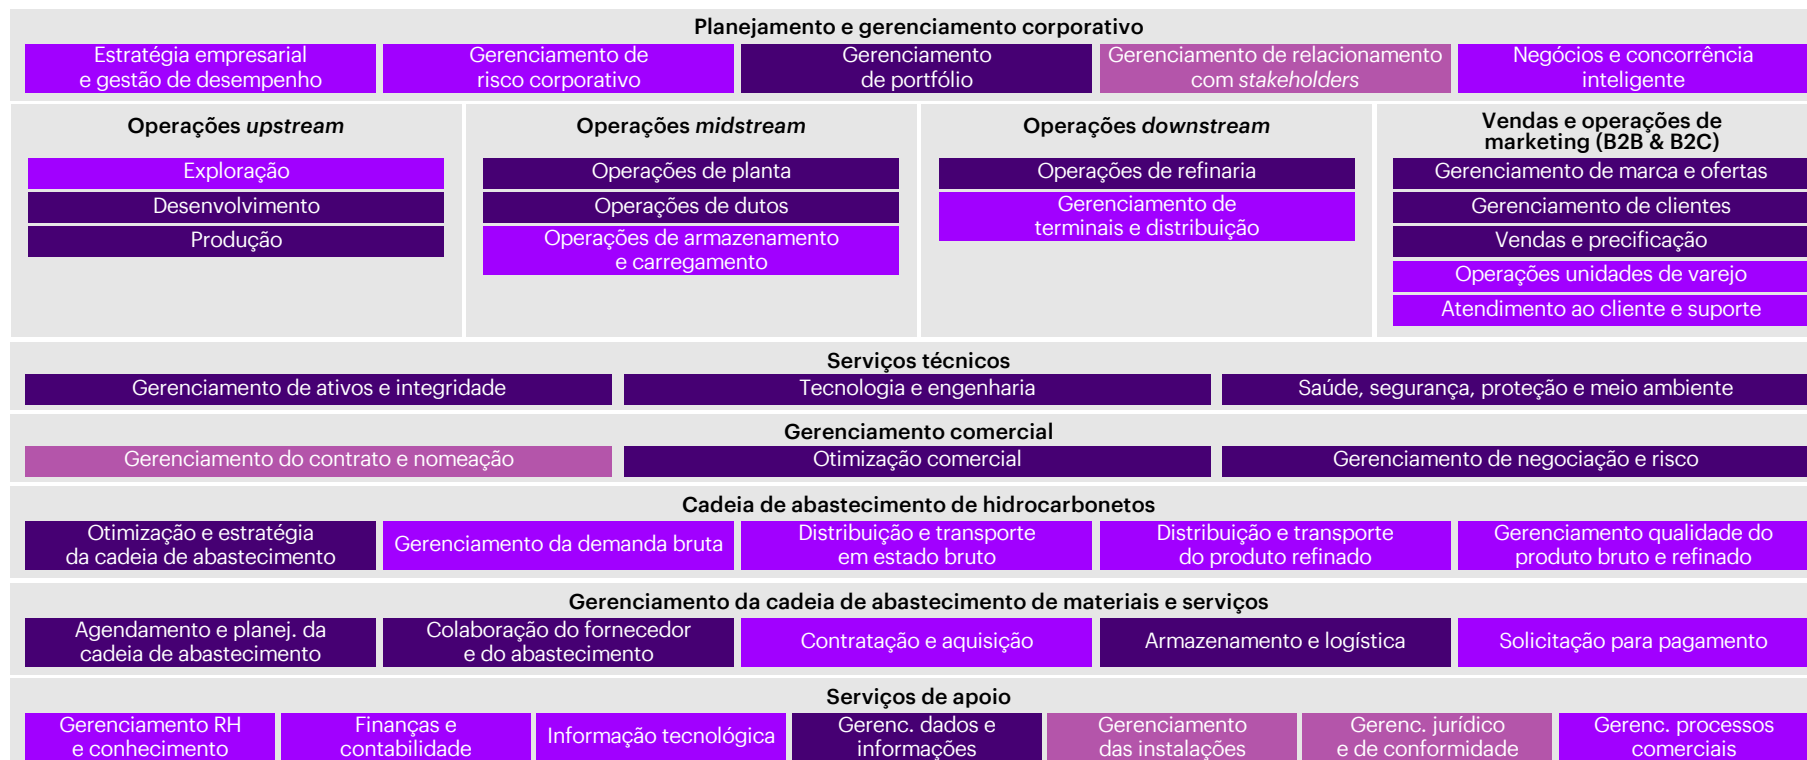 Planejamento e gerenciamento corporativo
Estratégia empresarial
e gestão de desempenho
Gerenciamento de
risco corporativo
Gerenciamento
de portfólio
Gerenciamento de relacionamento
com stakeholders
Negócios e concorrência
inteligente
Operações upstream
Exploração
Desenvolvimento
Produção
Operações midstream
Operações de planta
Operações de dutos
Operações de armazenamento
e carregamento
Operações downstream
Operações de refinaria
Gerenciamento de
terminais e distribuição
Vendas e operações de
marketing (B2B & B2C)
Gerenciamento de marca e ofertas
Gerenciamento de clientes
Vendas e precificação
Operações unidades de varejo
Atendimento ao cliente e suporte
Serviços técnicos
Gerenciamento de ativos e integridade
Tecnologia e engenharia
Saúde, segurança, proteção e meio ambiente
Gerenciamento comercial
Gerenciamento do contrato e nomeação
Otimização comercial
Gerenciamento de negociação e risco
Cadeia de abastecimento de hidrocarbonetos
Otimização e estratégia
da cadeia de abastecimento
Gerenciamento da demanda bruta
Distribuição e transporte
em estado bruto
Distribuição e transporte
do produto refinado
Gerenciamento qualidade do
produto bruto e refinado
Gerenciamento da cadeia de abastecimento de materiais e serviços
Agendamento e planej. da
cadeia de abastecimento
Colaboração do fornecedor
e do abastecimento
Contratação e aquisição
Armazenamento e logística
Solicitação para pagamento
Serviços de apoio
Gerenciamento RH
e conhecimento
Finanças e
contabilidade
Informação tecnológica
Gerenc. dados e
informações
Gerenciamento
das instalações
Gerenc. jurídico
e de conformidade
Gerenc. processos
comerciais